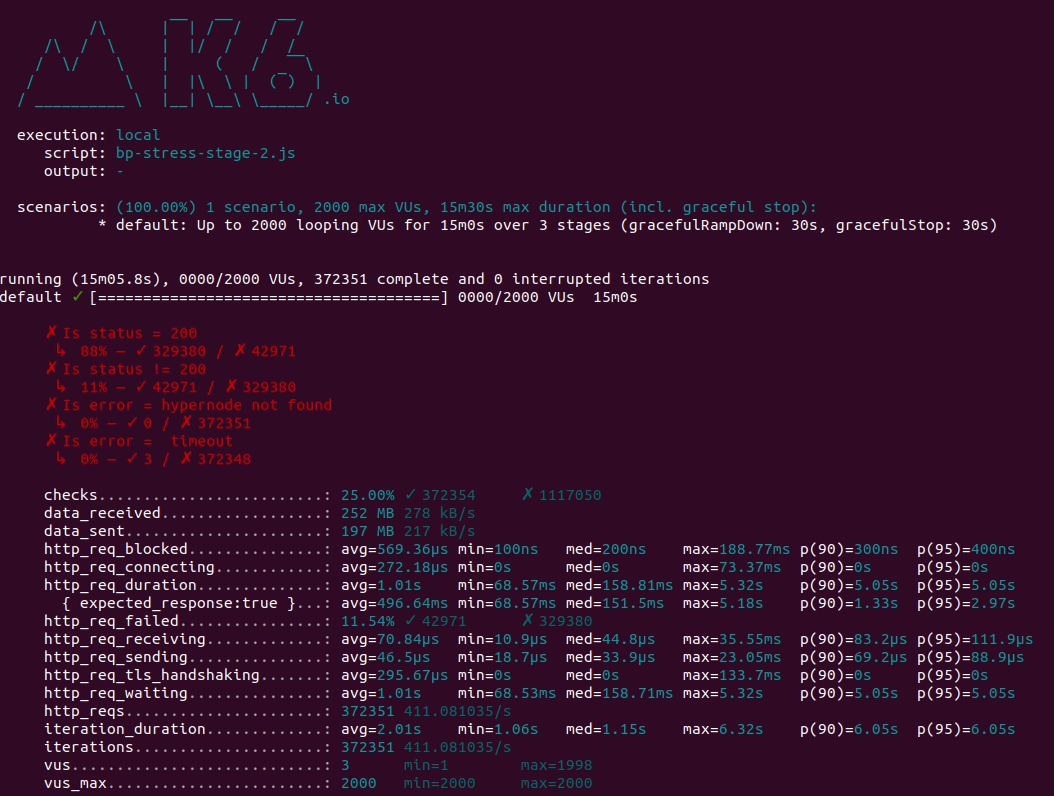 /\      |‾‾| /‾‾/   /‾‾/
     /\  /  \     |  |/  /   /  /
    /  \/    \    |     (   /   ‾‾\
   /          \   |  |\  \ |  (‾)  |
  / __________ \  |__| \__\ \_____/ .io
execution: local
script: bp-stress-stage-2.js
output: -
scenarios: (100.00%) 1 scenario, 2000 max VUs, 15m30s max duration (incl. graceful stop):
* default: Up to 2000 looping VUs for 15m0s over 3 stages (gracefulRampDown: 30s, gracefulStop: 30s)
running (15m05.8s), 0000/2000 VUs, 372351 complete and 0 interrupted iterations
default ✓ [======================================] 0000/2000 VUs  15m0s
✗ Is status = 200
↳  88% — ✓ 329380 / ✗ 42971
✗ Is status != 200
↳  11% — ✓ 42971 / ✗ 329380
✗ Is error = hypernode not found
↳  0% — ✓ 0 / ✗ 372351
✗ Is error =  timeout
↳  0% — ✓ 3 / ✗ 372348
checks.........................: 25.00% ✓ 372354     ✗ 1117050
data_received..................: 252 MB 278 kB/s
data_sent......................: 197 MB 217 kB/s
http_req_blocked...............: avg=569.36µs min=100ns   med=200ns    max=188.77ms p(90)=300ns  p(95)=400ns
http_req_connecting............: avg=272.18µs min=0s      med=0s       max=73.37ms  p(90)=0s     p(95)=0s
http_req_duration..............: avg=1.01s    min=68.57ms med=158.81ms max=5.32s    p(90)=5.05s  p(95)=5.05s
{ expected_response:true }...: avg=496.64ms min=68.57ms med=151.5ms  max=5.18s    p(90)=1.33s  p(95)=2.97s
http_req_failed................: 11.54% ✓ 42971      ✗ 329380
http_req_receiving.............: avg=70.84µs  min=10.9µs  med=44.8µs   max=35.55ms  p(90)=83.2µs p(95)=111.9µs
http_req_sending...............: avg=46.5µs   min=18.7µs  med=33.9µs   max=23.05ms  p(90)=69.2µs p(95)=88.9µs
http_req_tls_handshaking.......: avg=295.67µs min=0s      med=0s       max=133.7ms  p(90)=0s     p(95)=0s
http_req_waiting...............: avg=1.01s    min=68.53ms med=158.71ms max=5.32s    p(90)=5.05s  p(95)=5.05s
http_reqs......................: 372351 411.081035/s
iteration_duration.............: avg=2.01s    min=1.06s   med=1.15s    max=6.32s    p(90)=6.05s  p(95)=6.05s
iterations.....................: 372351 411.081035/s
vus............................: 3      min=1        max=1998
vus_max........................: 2000   min=2000     max=2000